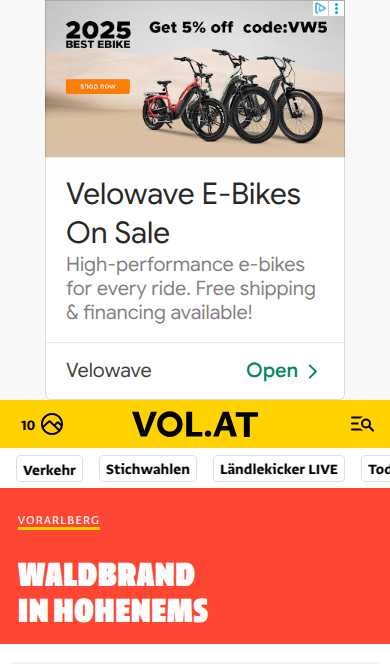 2025
BEST EBIKE
Get 5% off code:VW5
shop now
Velowave E-Bikes
On Sale
High-performance e-bikes
for every ride. Free shipping
& financing available!
Velowave
Open
10
VOL.AT
Verkehr
Stichwahlen
Ländlekicker LIVE
Tod
VORARLBERG
WALDBRAND
IN HOHENEMS